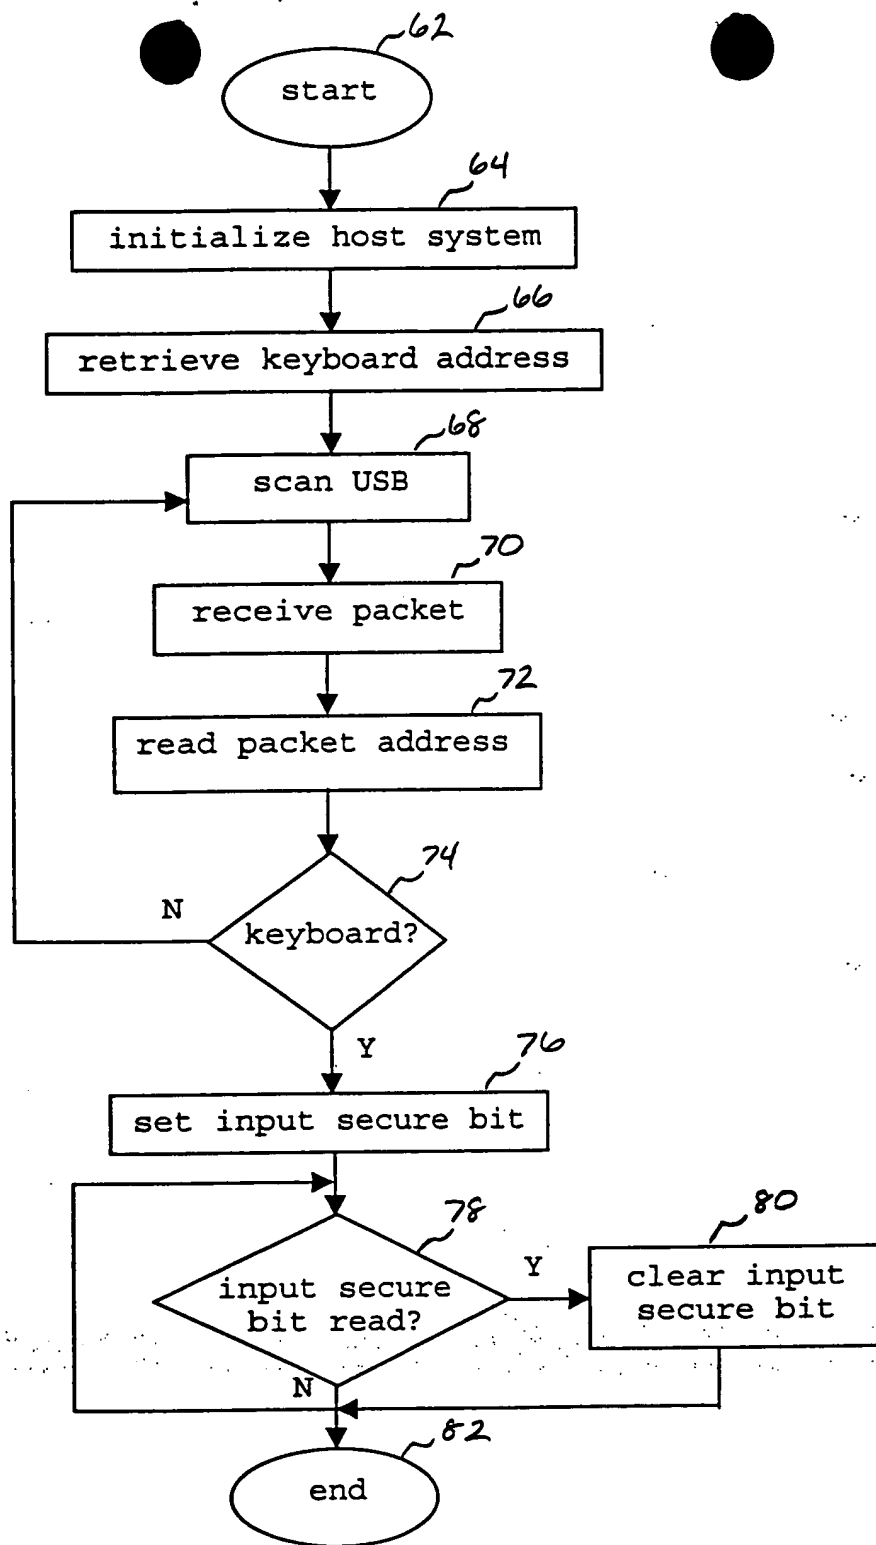 62
start
64
initialize host system
66
retrieve keyboard address
68
scan USB
70
receive packet
72
read packet address
74
N
keyboard?
Y
76
set input secure bit
78
80
input secure
bit read?
Y
clear input
secure bit
N
82
end